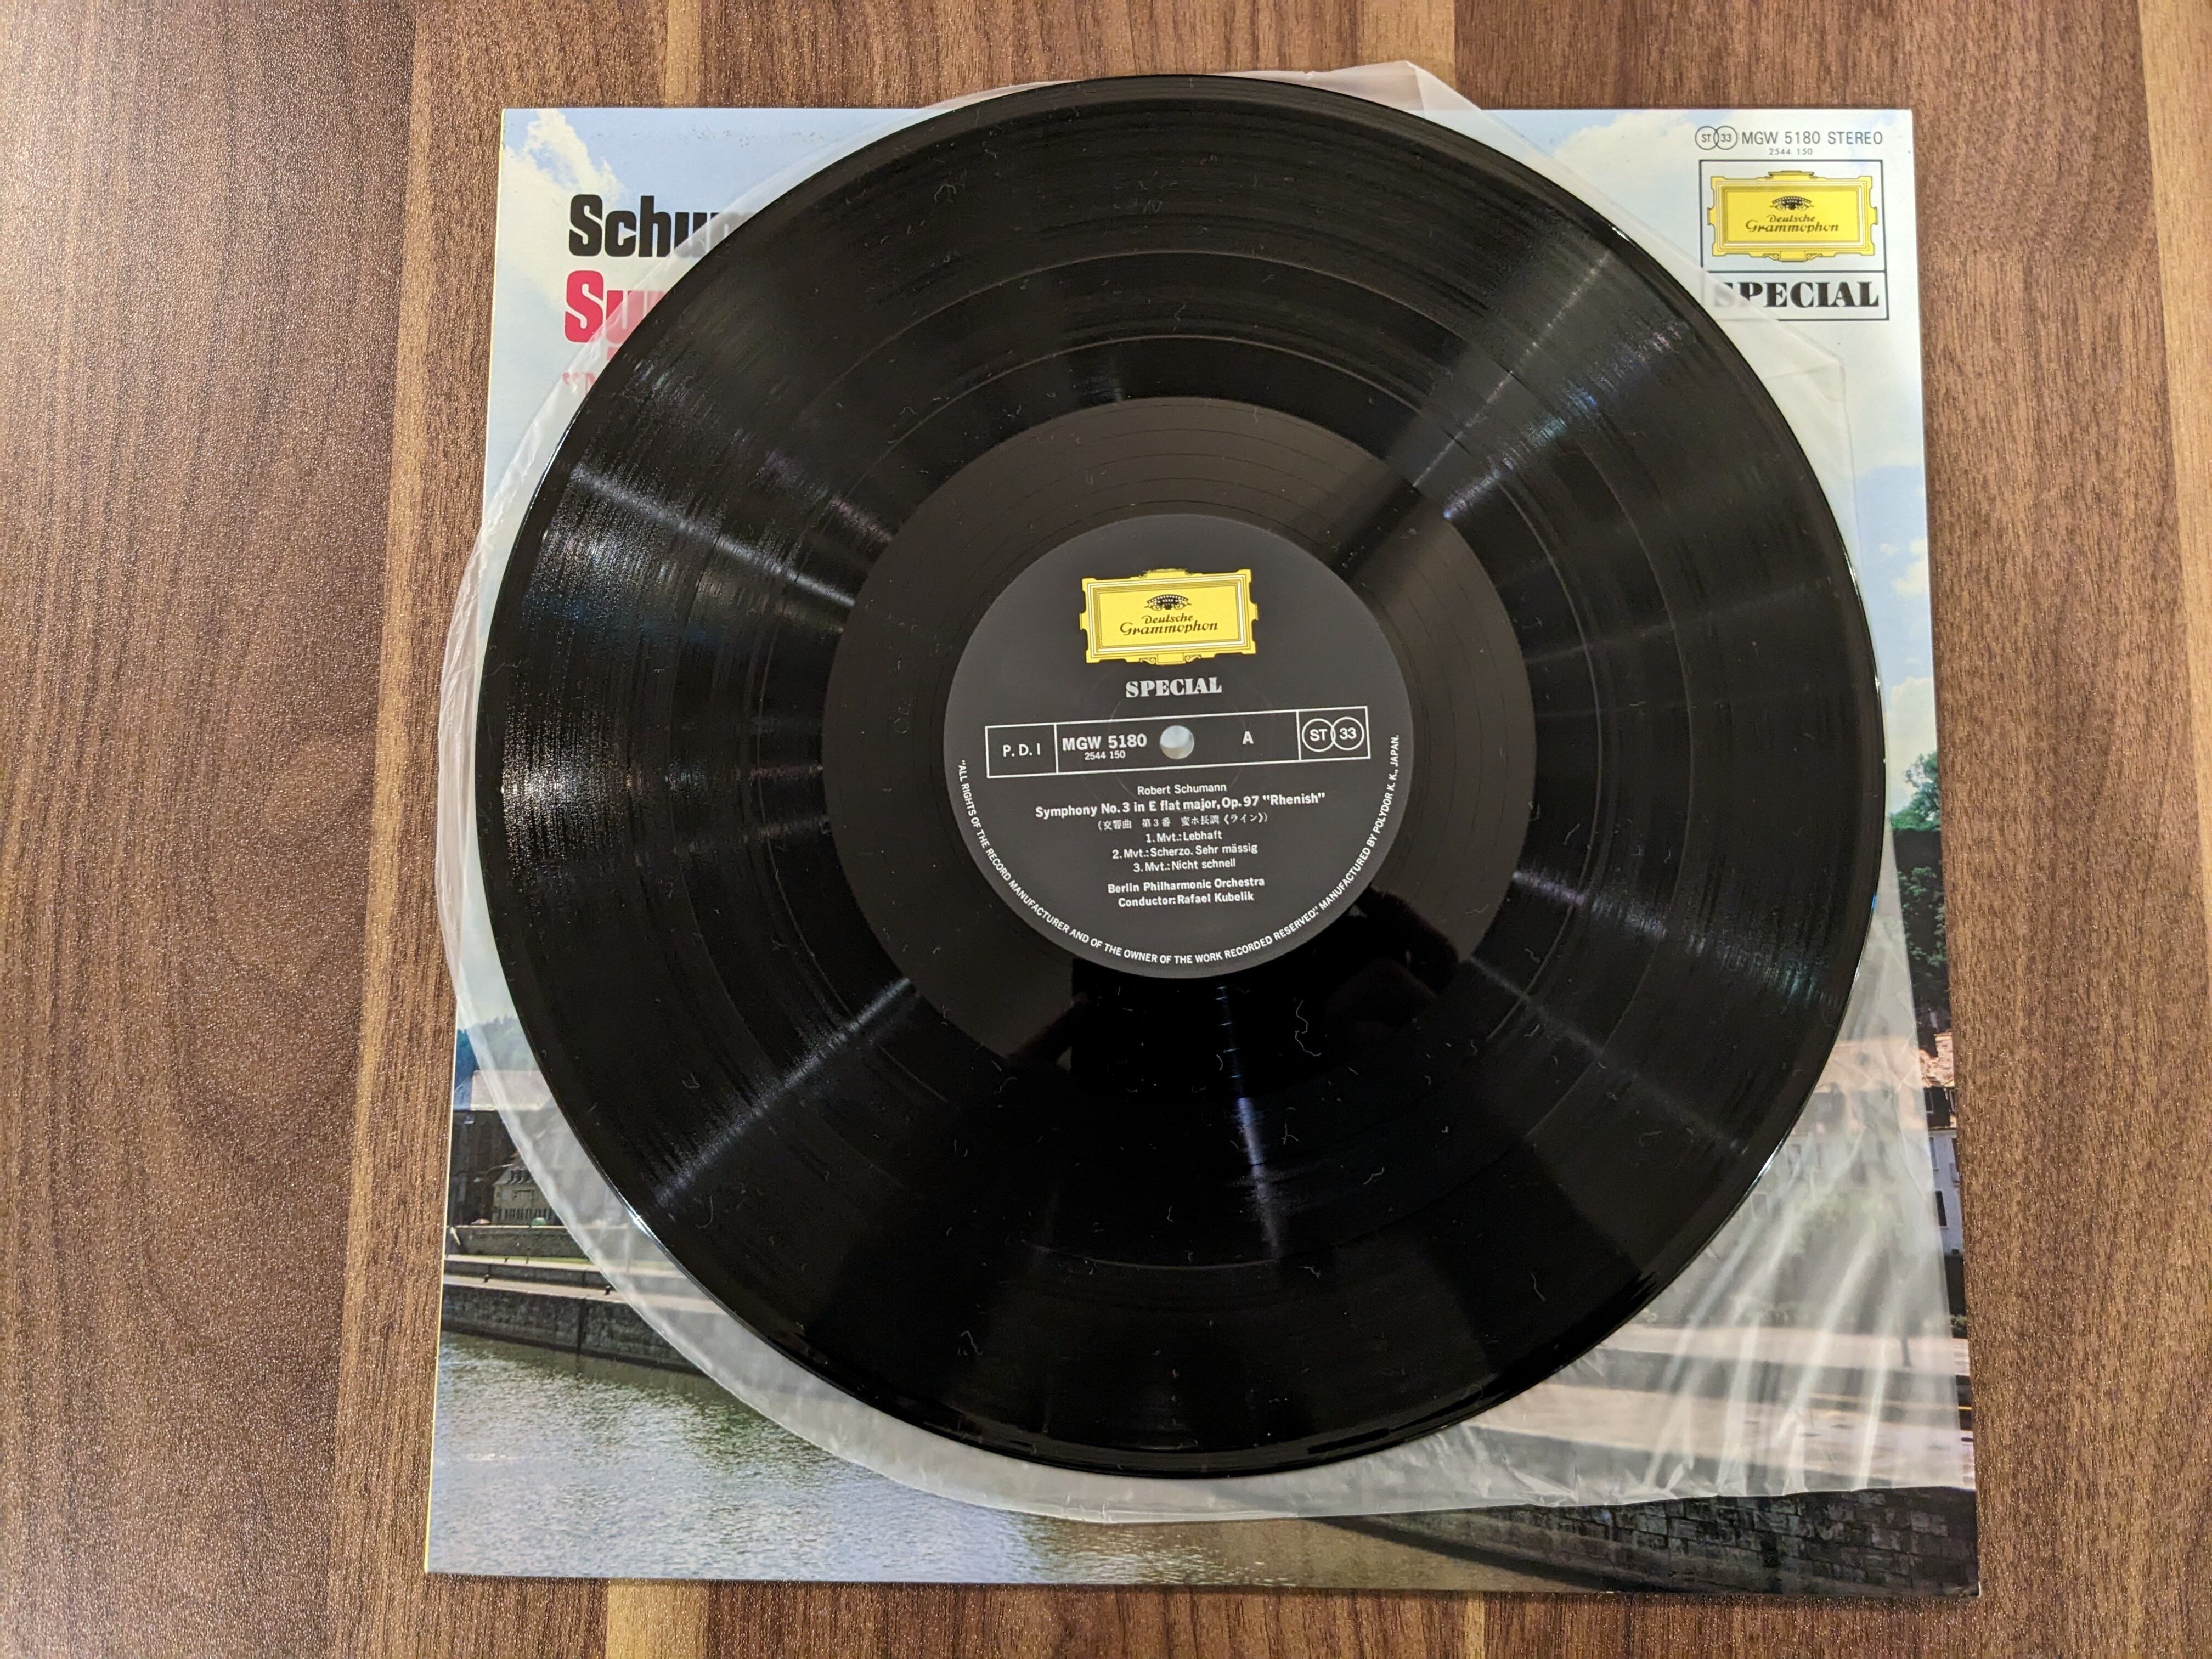 ST 33 MGW 5180 STEREO
2544 150
Deutsche
Grammophon
SPECIAL
Deutsche
Grammophon
SPECIAL
P. D. I MGW 5180 A ST 33
2544 150
Robert Schumann
Symphony No. 3 in E flat major, Op. 97 "Rhenish"
(交響曲 第3番 変ホ長調《ライン》)
1. Mvt.: Lebhaft
2. Mvt.: Scherzo. Sehr mässig
3. Mvt.: Nicht schnell
Berlin Philharmonic Orchestra
Conductor: Rafael Kubelik
"ALL RIGHTS OF THE RECORD MANUFACTURER AND OF THE OWNER OF THE WORK RECORDED RESERVED." MANUFACTURED BY POLYDOR K. K., JAPAN.